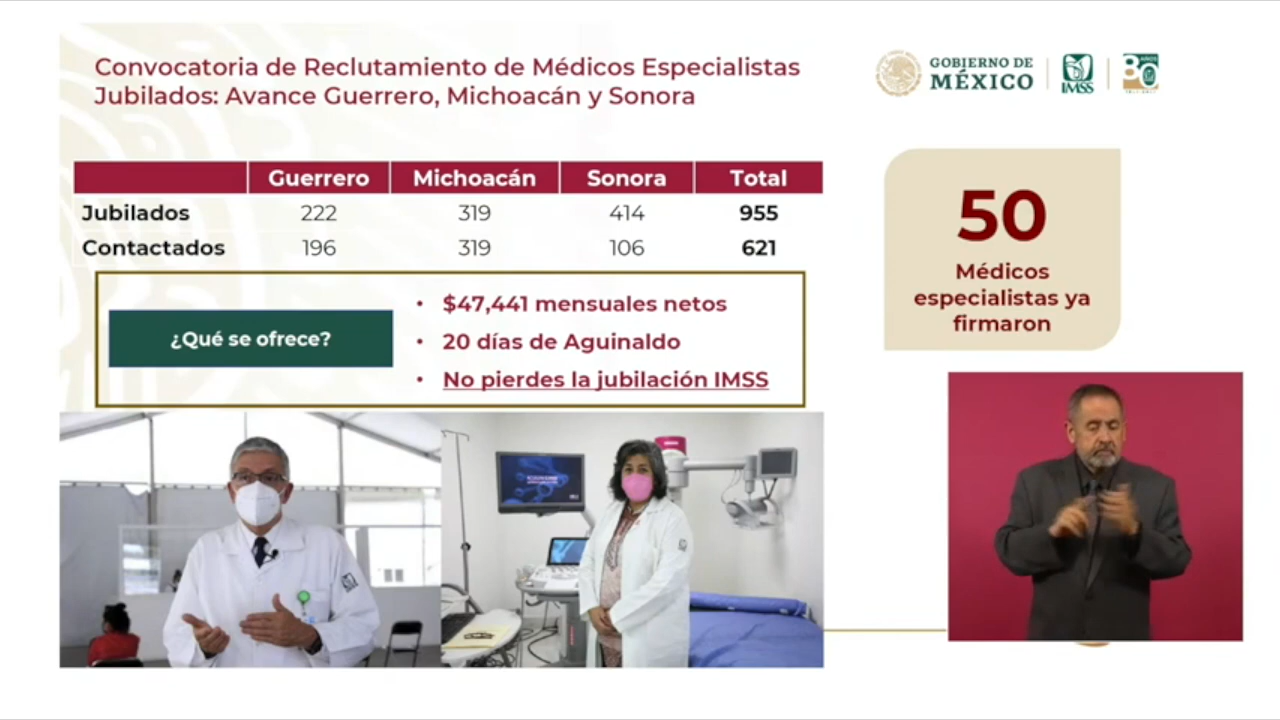 Convocatoria de Reclutamiento de Médicos Especialistas
Jubilados: Avance Guerrero, Michoacán y Sonora
GOBIERNO DE
MÉXICO
IMSS
80
AÑOS
Guerrero Michoacán Sonora Total
Jubilados 222 319 414 955
Contactados 196 319 106 621
¿Qué se ofrece?
• $47,441 mensuales netos
• 20 días de Aguinaldo
• No pierdes la jubilación IMSS
50
Médicos
especialistas ya
firmaron